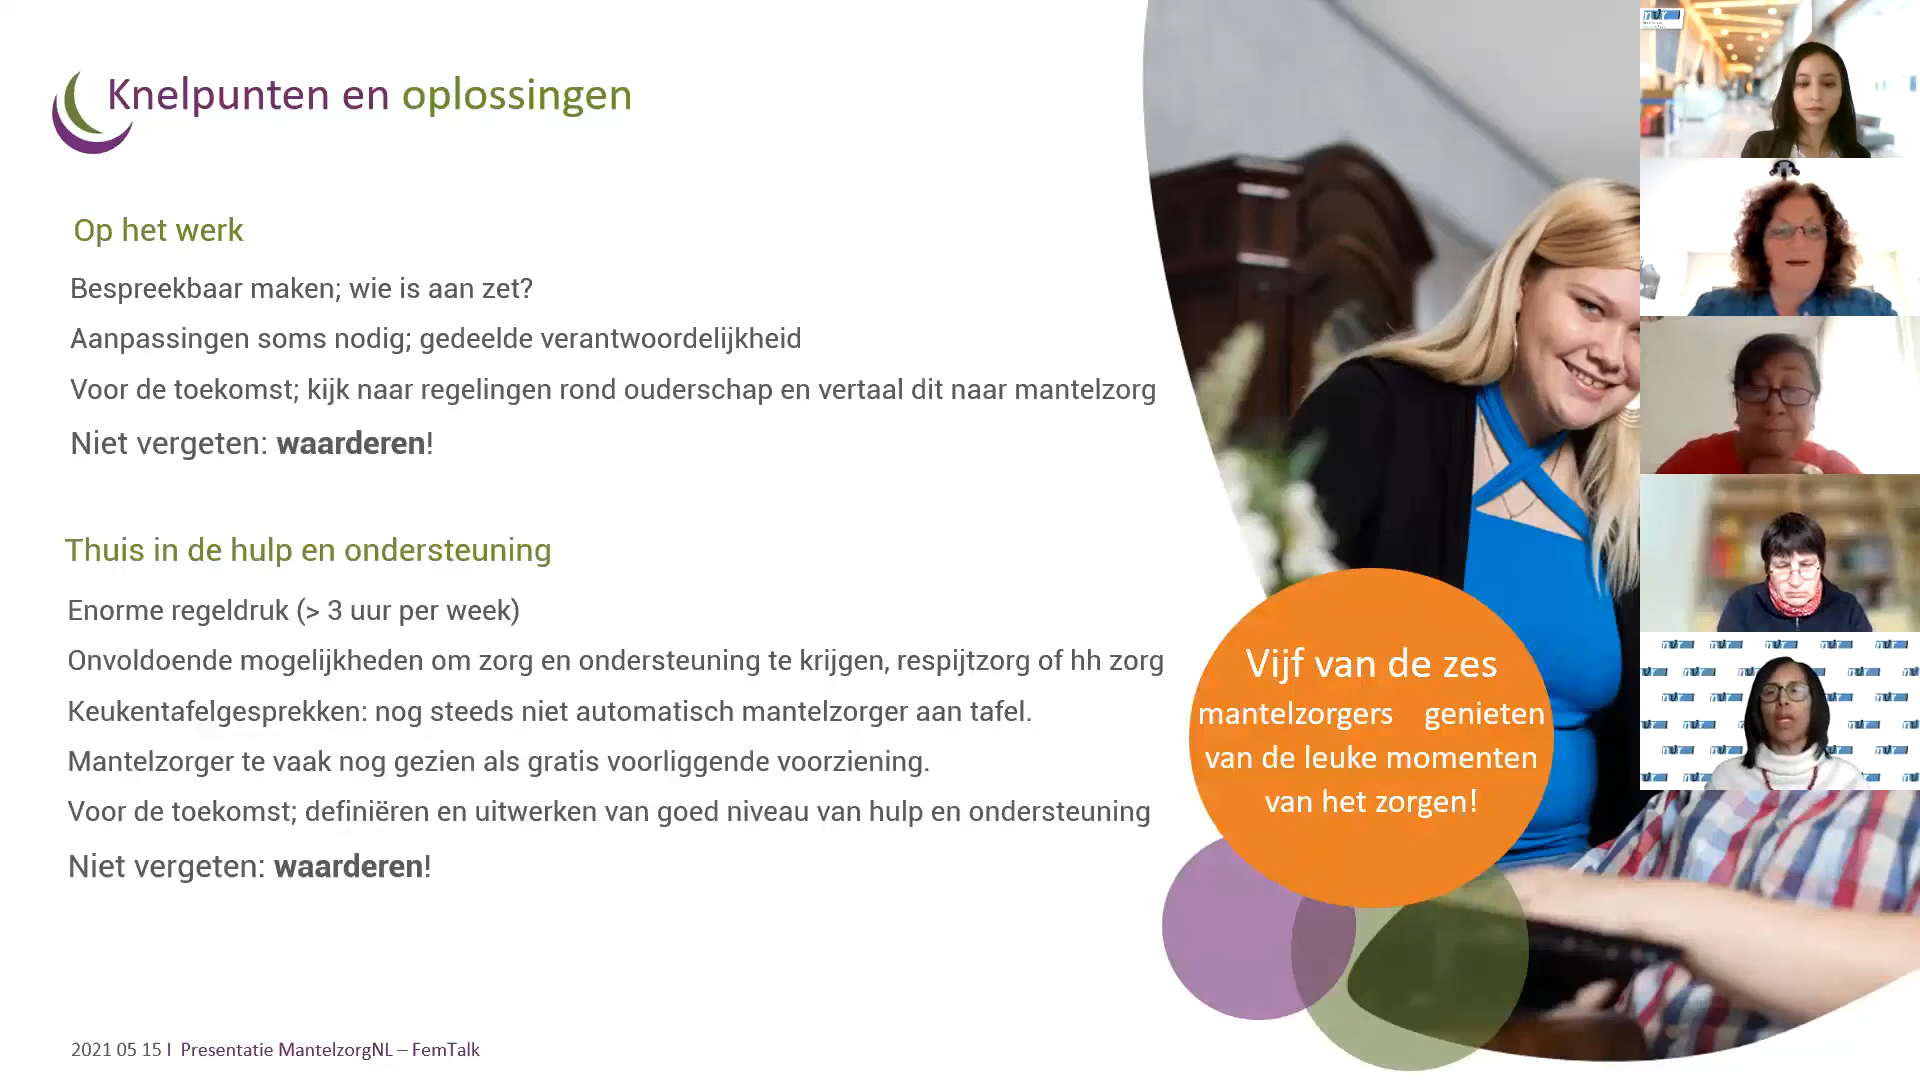 Knelpunten en oplossingen
Op het werk
Bespreekbaar maken; wie is aan zet?
Aanpassingen soms nodig; gedeelde verantwoordelijkheid
Voor de toekomst; kijk naar regelingen rond ouderschap en vertaal dit naar mantelzorg
Niet vergeten: waarderen!
Thuis in de hulp en ondersteuning
Enorme regeldruk (> 3 uur per week)
Onvoldoende mogelijkheden om zorg en ondersteuning te krijgen, respijtzorg of hh zorg
Keukentafelgesprekken: nog steeds niet automatisch mantelzorger aan tafel.
Mantelzorger te vaak nog gezien als gratis voorliggende voorziening.
Voor de toekomst; definiëren en uitwerken van goed niveau van hulp en ondersteuning
Niet vergeten: waarderen!
Vijf van de zes
mantelzorgers genieten
van de leuke momenten
van het zorgen!
2021 05 15 I Presentatie MantelzorgNL – FemTalk